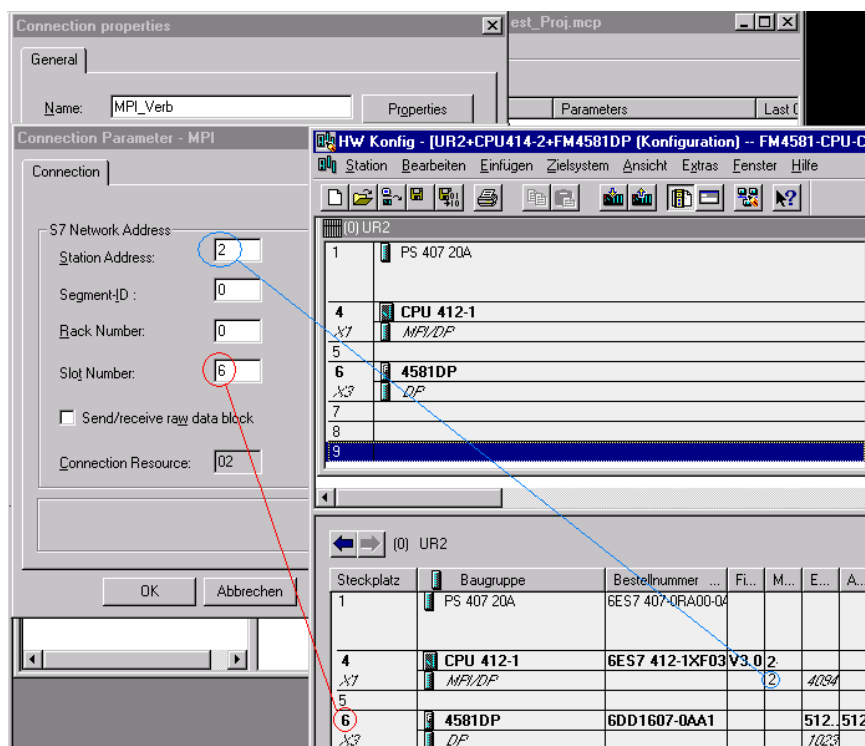 Connection properties
est_Proj.mcp
General
Name: MPI_Verb Properties
Parameters Last
Connection Parameter - MPI
HW Konfig - [UR2+CPU414-2+FM4581DP (Konfiguration) -- FM4581-CPU-C
Connection
Station Bearbeiten Einfügen Zielsystem Ansicht Extras Fenster Hilfe
(0) UR2
S7 Network Address
Station Address: 2
Segment-ID : 0
Rack Number: 0
Slot Number: 6
Send/receive raw data block
Connection Resource: 02
OK Abbrechen
1 PS 407 20A
4 CPU 412-1
X1 MPI/DP
5
6 4581DP
X3 DP
7
8
9
(0) UR2
Steckplatz Baugruppe Bestellnummer ... Fi... M... E... A...
1 PS 407 20A 6ES7 407-0RA00-0A
4 CPU 412-1 6ES7 412-1XF03 V3.0 2
X1 MPI/DP 2 4094
5
6 4581DP 6DD1607-0AA1 512.. 512
X3 DP 1023